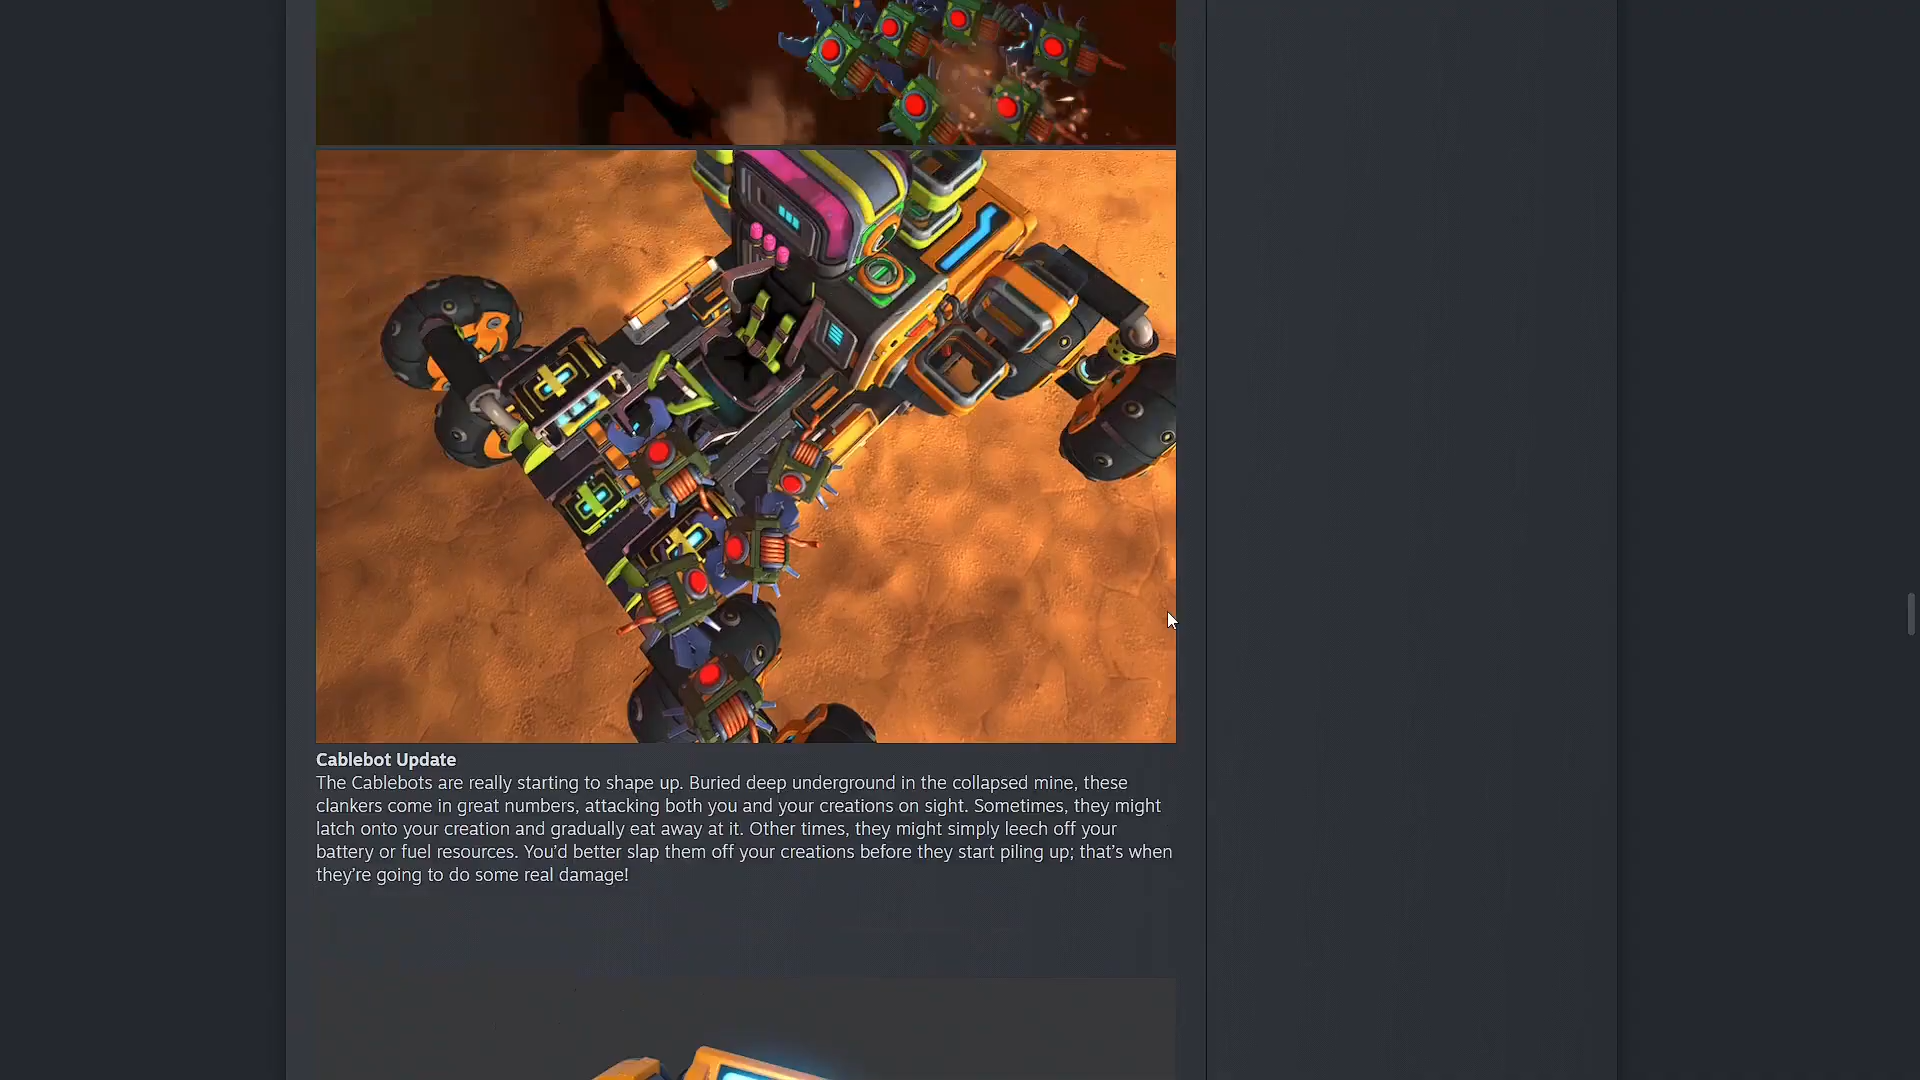 Cablebot Update
The Cablebots are really starting to shape up. Buried deep underground in the collapsed mine, these
clankers come in great numbers, attacking both you and your creations on sight. Sometimes, they might
latch onto your creation and gradually eat away at it. Other times, they might simply leech off your
battery or fuel resources. You’d better slap them off your creations before they start piling up; that’s when
they’re going to do some real damage!